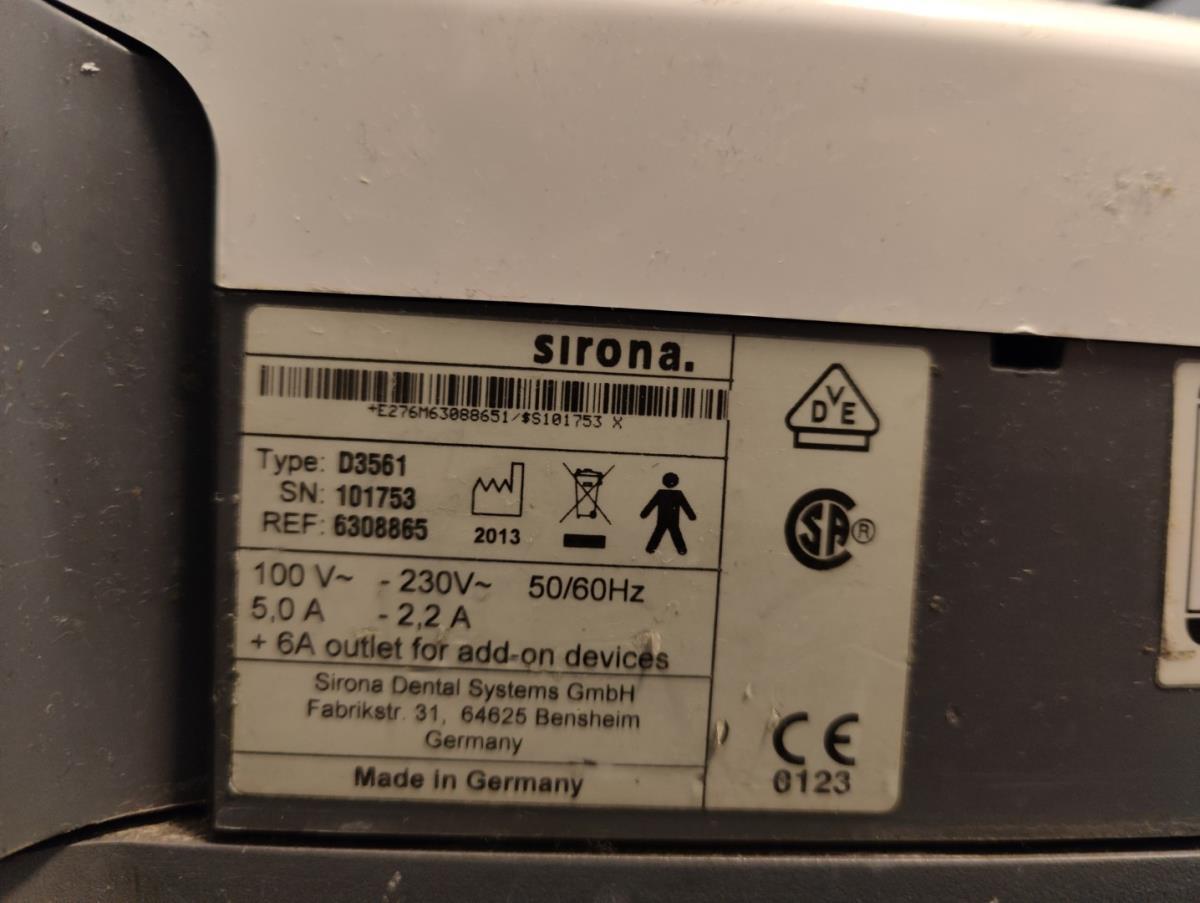 sirona.
+E276M63088651/$S101753 X
Type: D3561
SN: 101753
REF: 6308865
2013
100 V~ - 230V~ 50/60Hz
5,0 A - 2,2 A
+ 6A outlet for add-on devices
Sirona Dental Systems GmbH
Fabrikstr. 31, 64625 Bensheim
Germany
Made in Germany
DVE
CSA ®
CE
0123